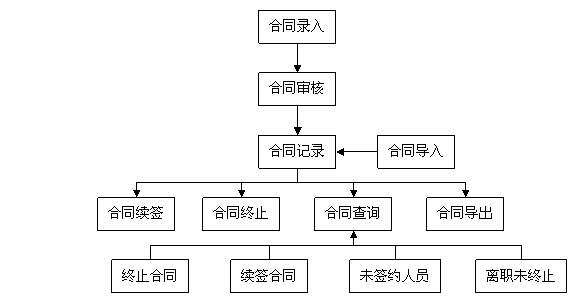 合同录入
合同审核
合同记录
合同导入
合同续签
合同终止
合同查询
合同导出
终止合同
续签合同
未签约人员
离职未终止